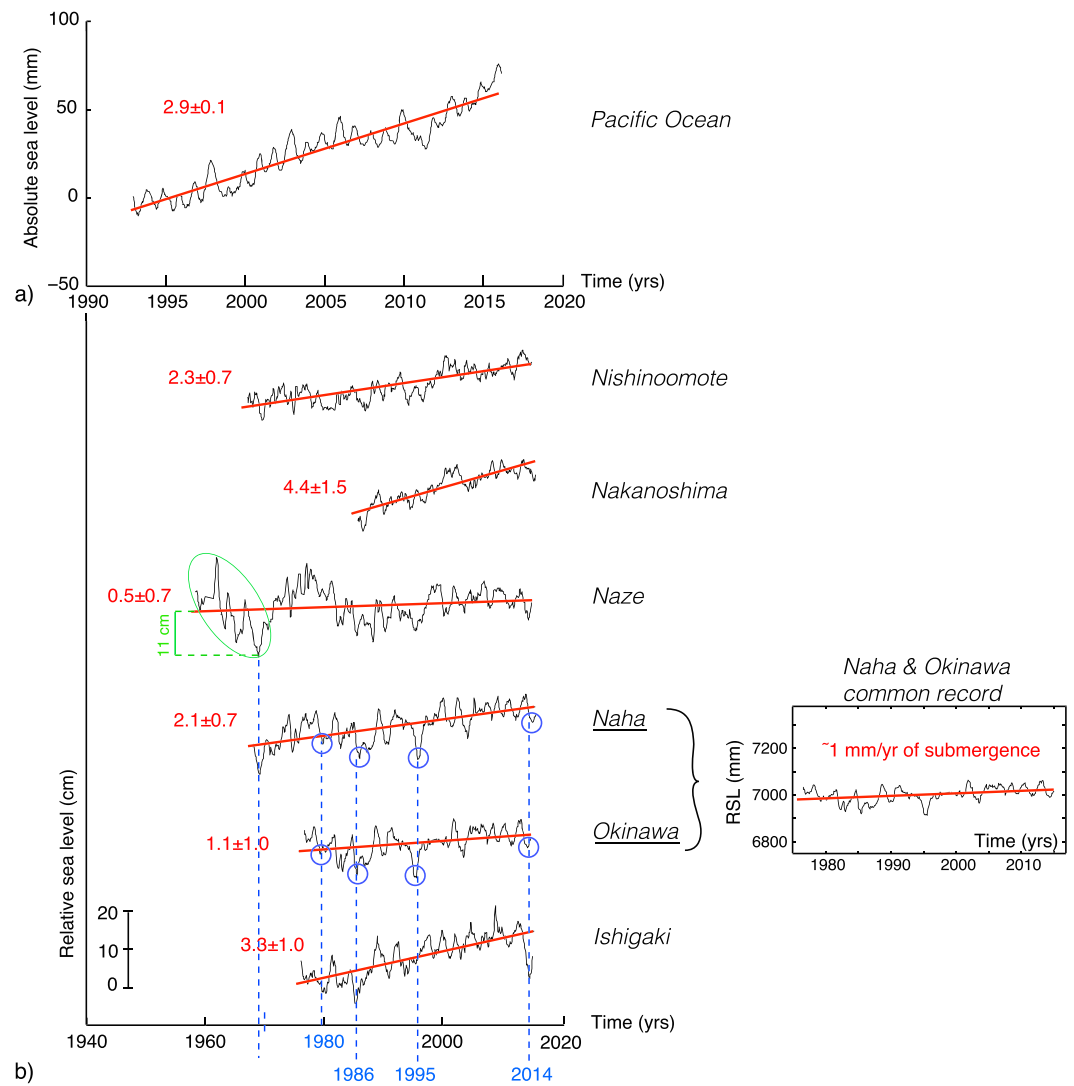 100
50
0
−50
Absolute sea level (mm)
2.9±0.1
Pacific Ocean
Time (yrs)
a)
1990 1995 2000 2005 2010 2015 2020
2.3±0.7
Nishinoomote
4.4±1.5
Nakanoshima
0.5±0.7
Naze
11 cm
2.1±0.7
Naha
1.1±1.0
Okinawa
3.3±1.0
Ishigaki
Relative sea level (cm)
20
10
0
Time (yrs)
1940 1960 1980 2000 2020
1986 1995 2014
b)
Naha & Okinawa
common record
~1 mm/yr of submergence
RSL (mm)
7200
7000
6800
Time (yrs)
1980 1990 2000 2010